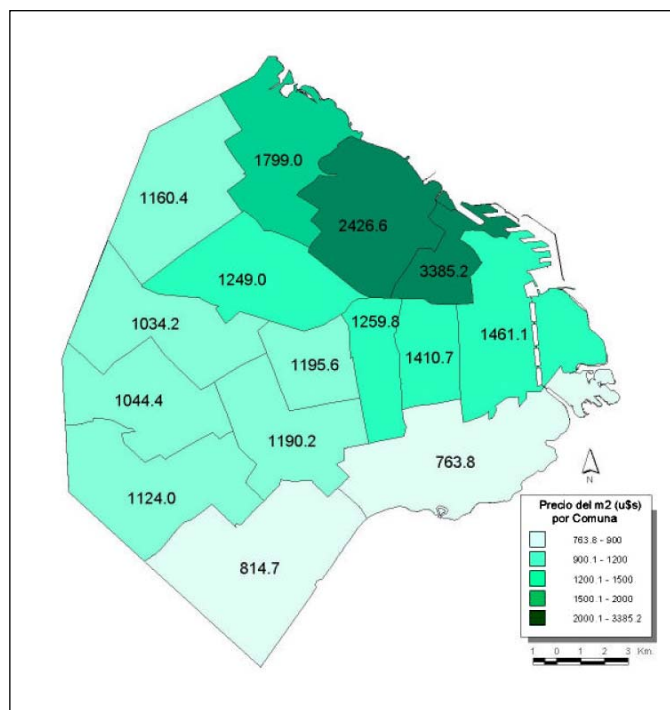 1799.0
1160.4
2426.6
3385.2
1249.0
1034.2
1259.8
1461.1
1195.6
1410.7
1044.4
1190.2
763.8
1124.0
814.7
N
Precio del m2 (u$s)
por Comuna
763.8 - 900
900.1 - 1200
1200.1 - 1500
1500.1 - 2000
2000.1 - 3385.2
1 0 1 2 3 Km.